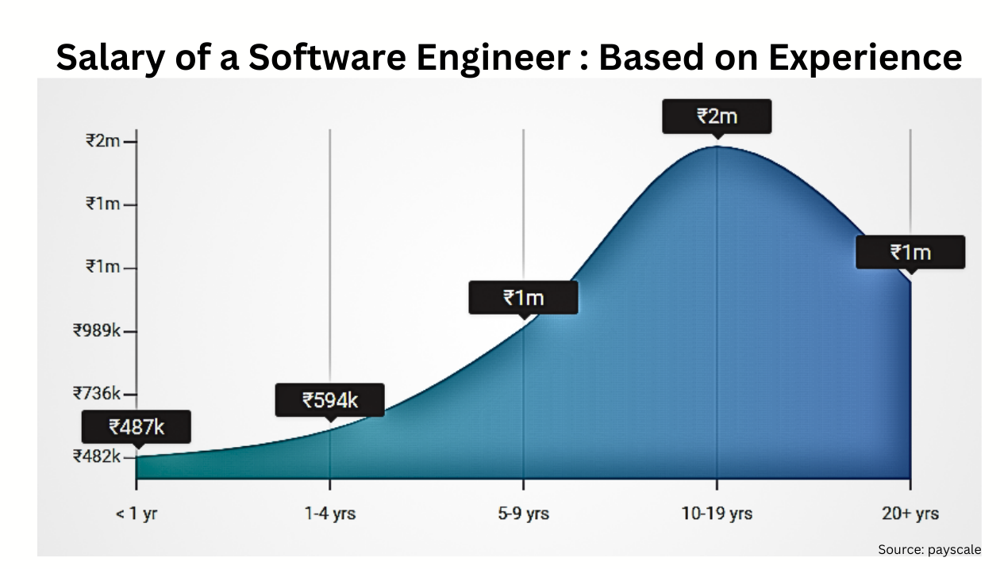 Salary of a Software Engineer : Based on Experience
₹2m
₹2m
₹1m
₹1m
₹1m
₹1m
₹989k
₹594k
₹736k
₹487k
₹482k
< 1 yr
1-4 yrs
5-9 yrs
10-19 yrs
20+ yrs
Source: payscale